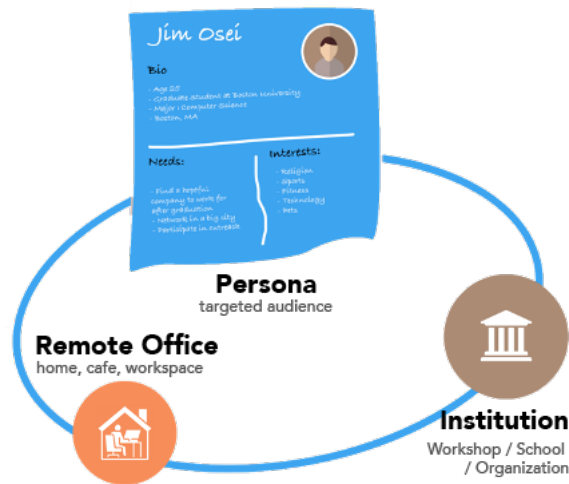 Jim Osei
Bio
- Age 25
- Graduate student at Boston University
- Major: Computer Science
- Boston, MA
Needs:
- Find a hopeful
company to work for
after graduation
- Network in a big city
- Participate in outreach
Interests:
- Religion
- Sports
- Fitness
- Technology
- Pets
Persona
targeted audience
Remote Office
home, cafe, workspace
Institution
Workshop / School
/ Organization